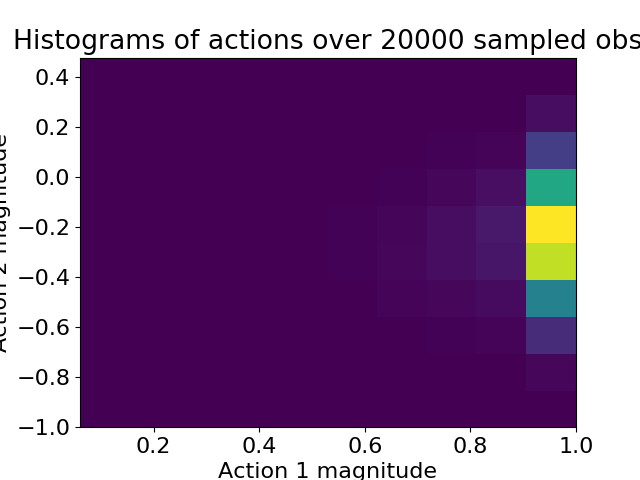 Histograms of actions over 20000 sampled obs
0.4
0.2
0.0
−0.2
−0.4
−0.6
−0.8
−1.0
Action 2 magnitude
0.2 0.4 0.6 0.8 1.0
Action 1 magnitude